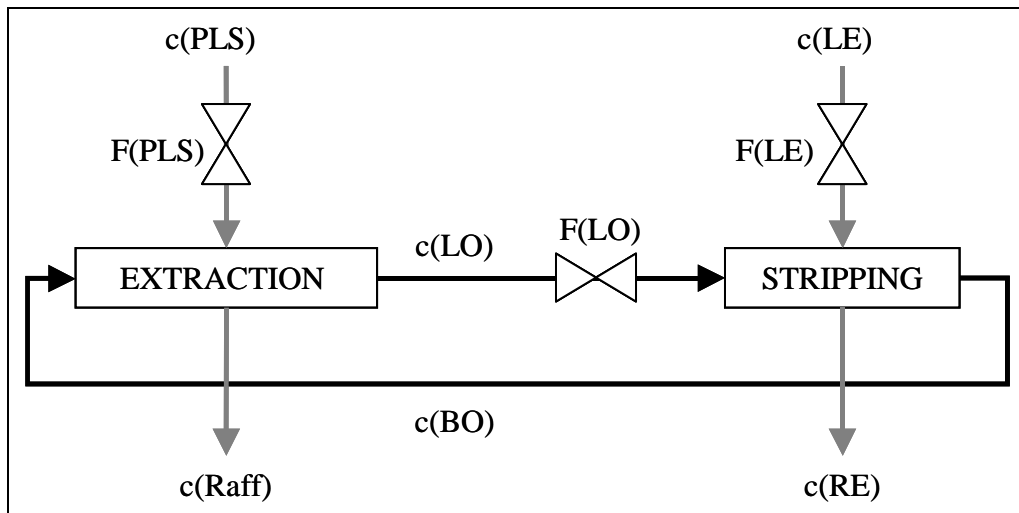 c(PLS)
c(LE)
F(PLS)
F(LE)
F(LO)
c(LO)
EXTRACTION
STRIPPING
c(BO)
c(Raff)
c(RE)